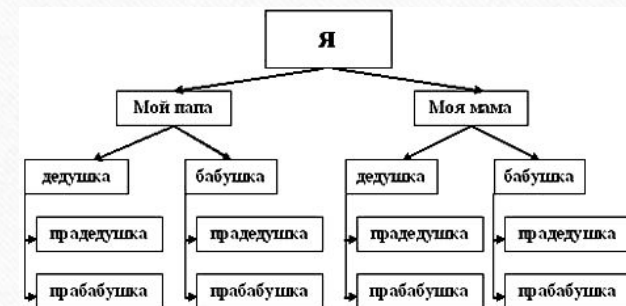 Я
Мой папа
Моя мама
дедушка
бабушка
дедушка
бабушка
прадедушка
прадедушка
прадедушка
прадедушка
прабабушка
прабабушка
прабабушка
прабабушка